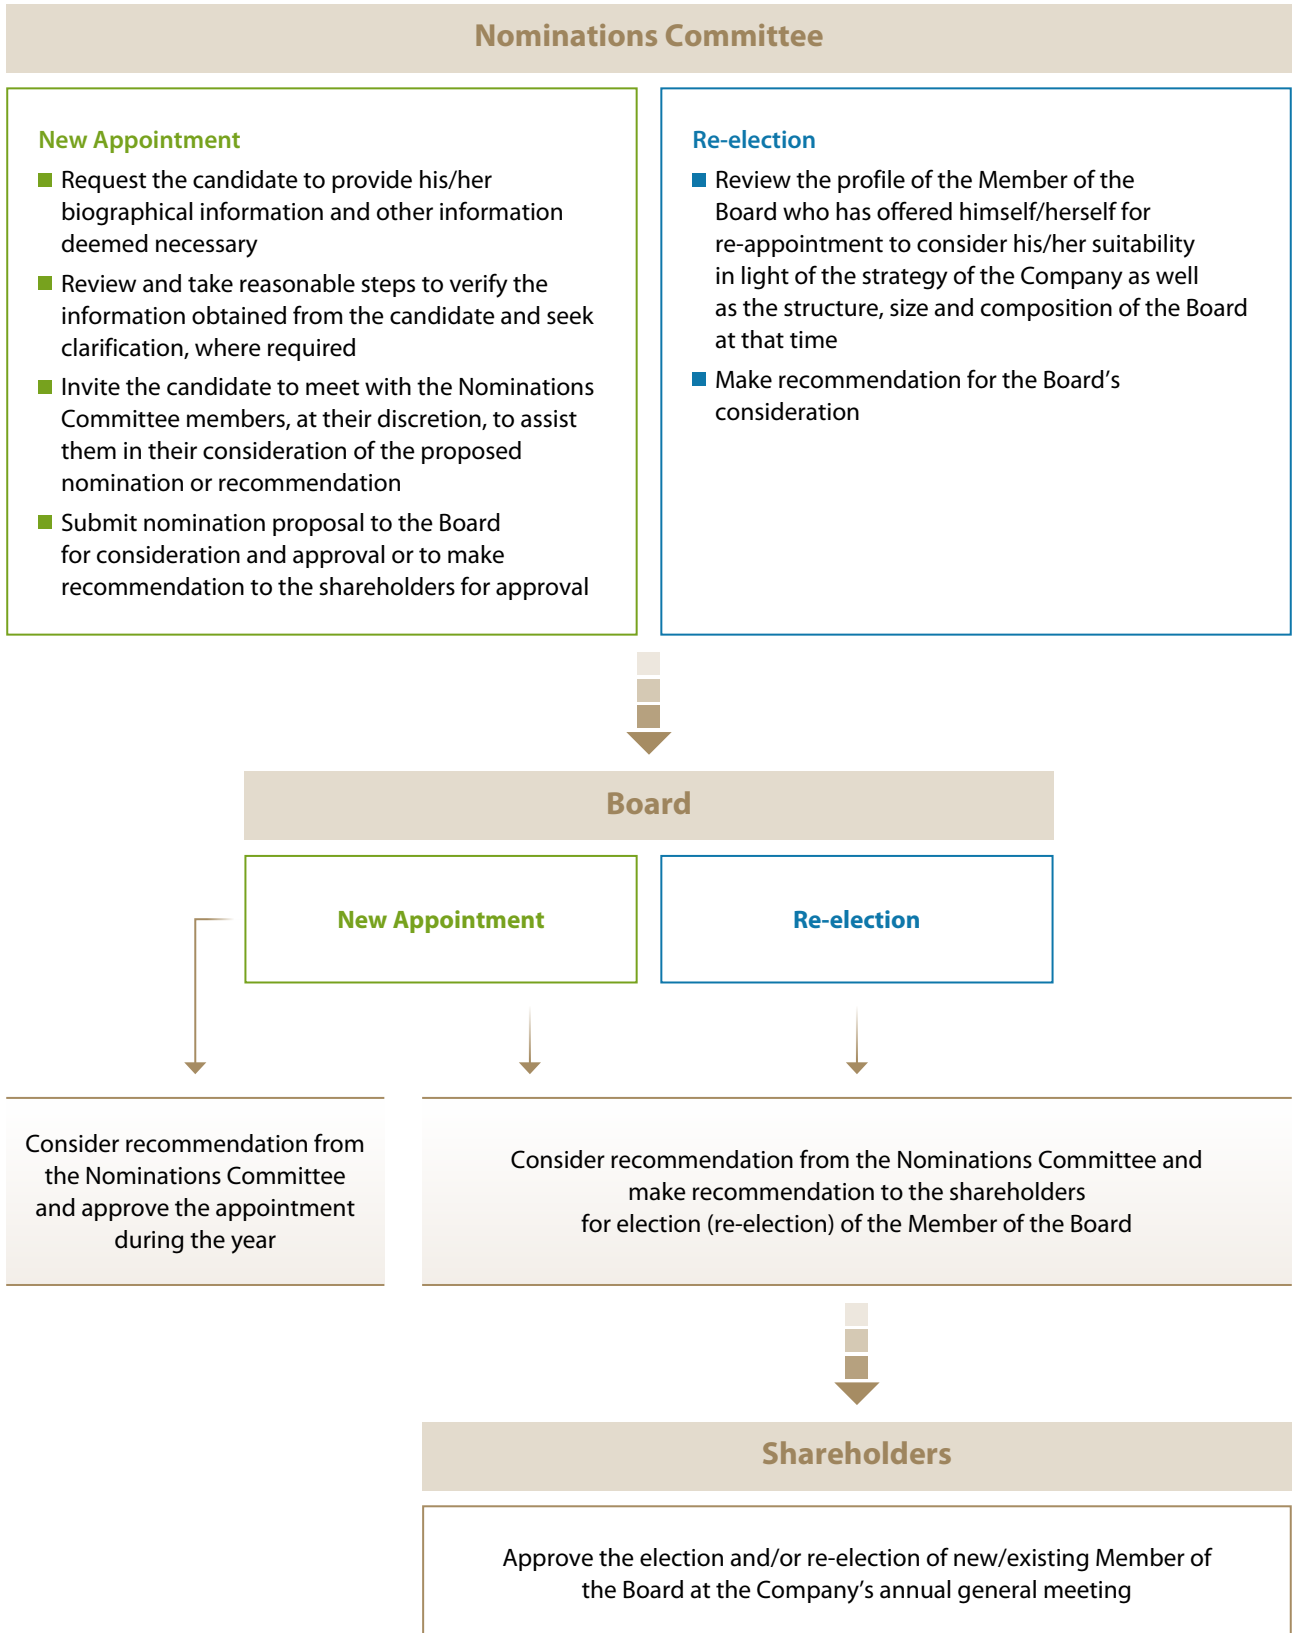 Nominations Committee
New Appointment
Request the candidate to provide his/her
biographical information and other information
deemed necessary
Review and take reasonable steps to verify the
information obtained from the candidate and seek
clarification, where required
Invite the candidate to meet with the Nominations
Committee members, at their discretion, to assist
them in their consideration of the proposed
nomination or recommendation
Submit nomination proposal to the Board
for consideration and approval or to make
recommendation to the shareholders for approval
Re-election
Review the profile of the Member of the
Board who has offered himself/herself for
re-appointment to consider his/her suitability
in light of the strategy of the Company as well
as the structure, size and composition of the Board
at that time
Make recommendation for the Board’s
consideration
Board
New Appointment
Re-election
Consider recommendation from
the Nominations Committee
and approve the appointment
during the year
Consider recommendation from the Nominations Committee and
make recommendation to the shareholders
for election (re-election) of the Member of the Board
Shareholders
Approve the election and/or re-election of new/existing Member of
the Board at the Company’s annual general meeting